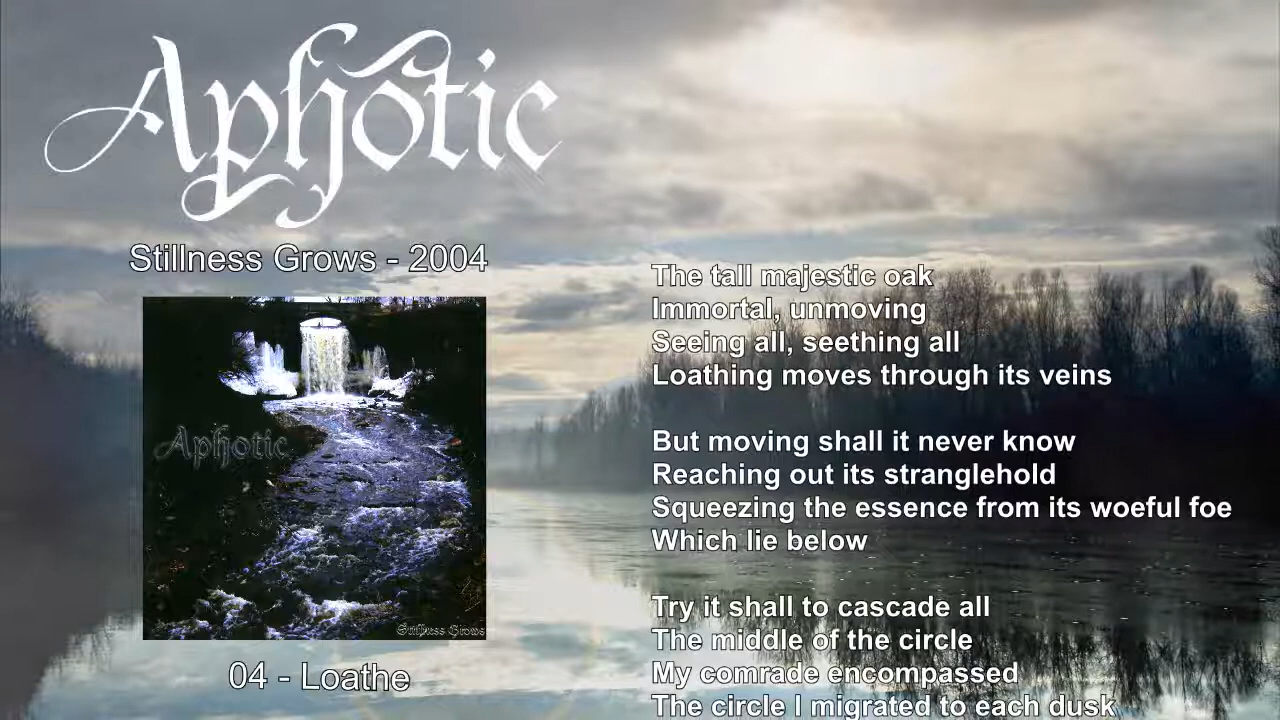 Aphotic
Stillness Grows - 2004
Aphotic
Stillness Grows
04 - Loathe
The tall majestic oak
Immortal, unmoving
Seeing all, seething all
Loathing moves through its veins
But moving shall it never know
Reaching out its stranglehold
Squeezing the essence from its woeful foe
Which lie below
Try it shall to cascade all
The middle of the circle
My comrade encompassed
The circle I migrated to each dusk